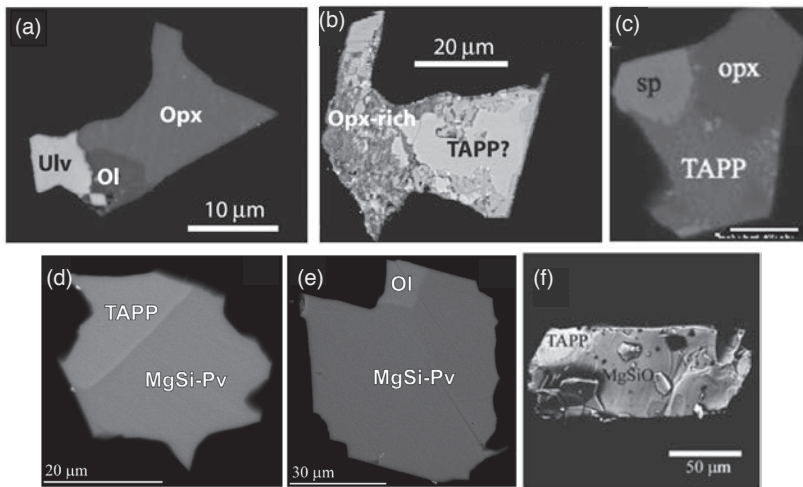 (a)
Opx
Ulv
Ol
10 μm
(b)
20 μm
Opx-rich
TAPP?
(c)
sp
opx
TAPP
(d)
TAPP
MgSi-Pv
20 μm
(e)
Ol
MgSi-Pv
30 μm
(f)
TAPP
MgSiO
50 μm